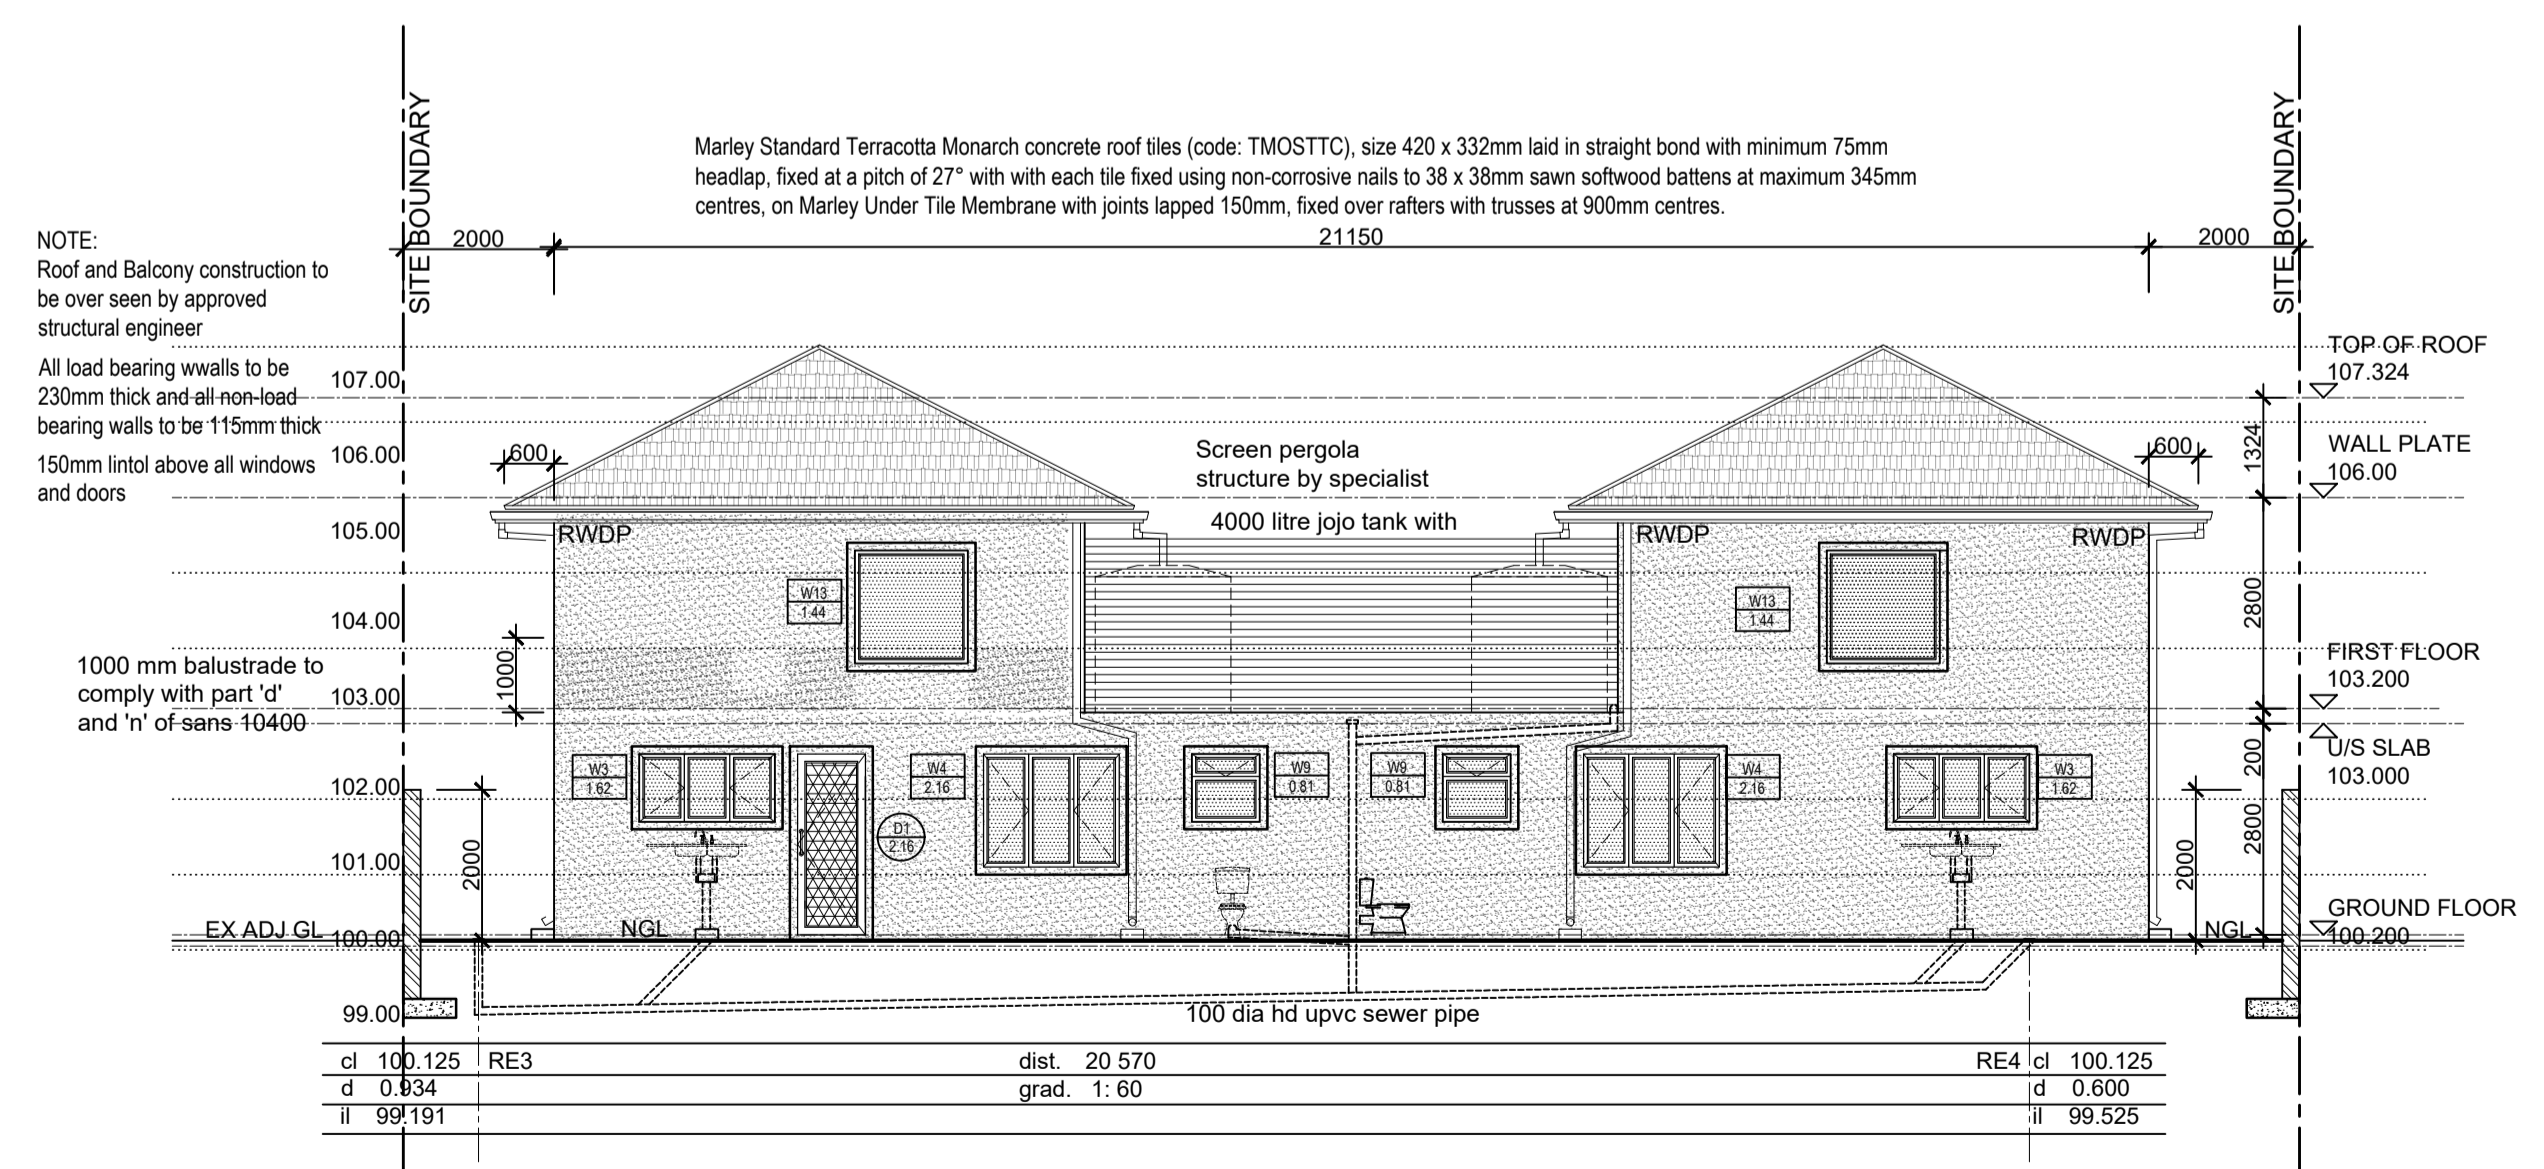 SITE BOUNDARY
SITE BOUNDARY
Marley Standard Terracotta Monarch concrete roof tiles (code: TMOSTTC), size 420 x 332mm laid in straight bond with minimum 75mm
headlap, fixed at a pitch of 27° with with each tile fixed using non-corrosive nails to 38 x 38mm sawn softwood battens at maximum 345mm
centres, on Marley Under Tile Membrane with joints lapped 150mm, fixed over rafters with trusses at 900mm centres.
2000
21150
2000
NOTE:
Roof and Balcony construction to
be over seen by approved
structural engineer
All load bearing wwalls to be
230mm thick and all non-load
bearing walls to be 115mm thick
150mm lintol above all windows
and doors
1000 mm balustrade to
comply with part 'd'
and 'n' of sans 10400
107.00
106.00
105.00
104.00
103.00
102.00
101.00
EX ADJ GL
100.00
99.00
600
1000
2000
RWDP
Screen pergola
structure by specialist
4000 litre jojo tank with
RWDP
RWDP
600
W13
1.44
W13
1.44
W3
1.62
W4
2.16
D1
2.16
W9
0.81
W9
0.81
W4
2.16
W3
1.62
NGL
NGL
2000
1324
2800
200
2800
TOP OF ROOF
107.324
WALL PLATE
106.00
FIRST FLOOR
103.200
U/S SLAB
103.000
GROUND FLOOR
100.200
100 dia hd upvc sewer pipe
cl 100.125 RE3 dist. 20 570 RE4 cl 100.125
d 0.934 grad. 1: 60 d 0.600
il 99.191 il 99.525